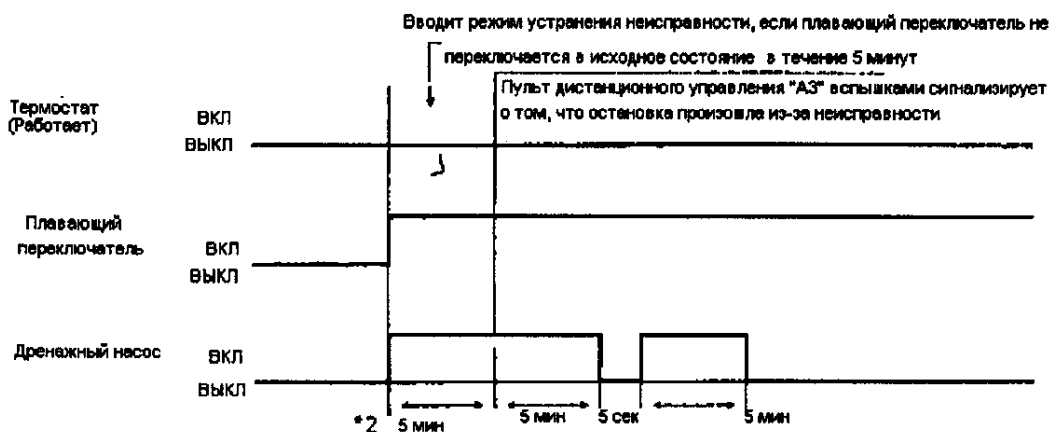 Вводит режим устранения неисправности, если плавающий переключатель не
переключается в исходное состояние в течение 5 минут
Пульт дистанционного управления "А3" вспышками сигнализирует
о том, что остановка произошла из-за неисправности
Термостат
(Работает)
ВКЛ
ВЫКЛ
Плавающий
переключатель
ВКЛ
ВЫКЛ
Дренажный насос
ВКЛ
ВЫКЛ
*2 5 мин 5 мин 5 сек 5 мин